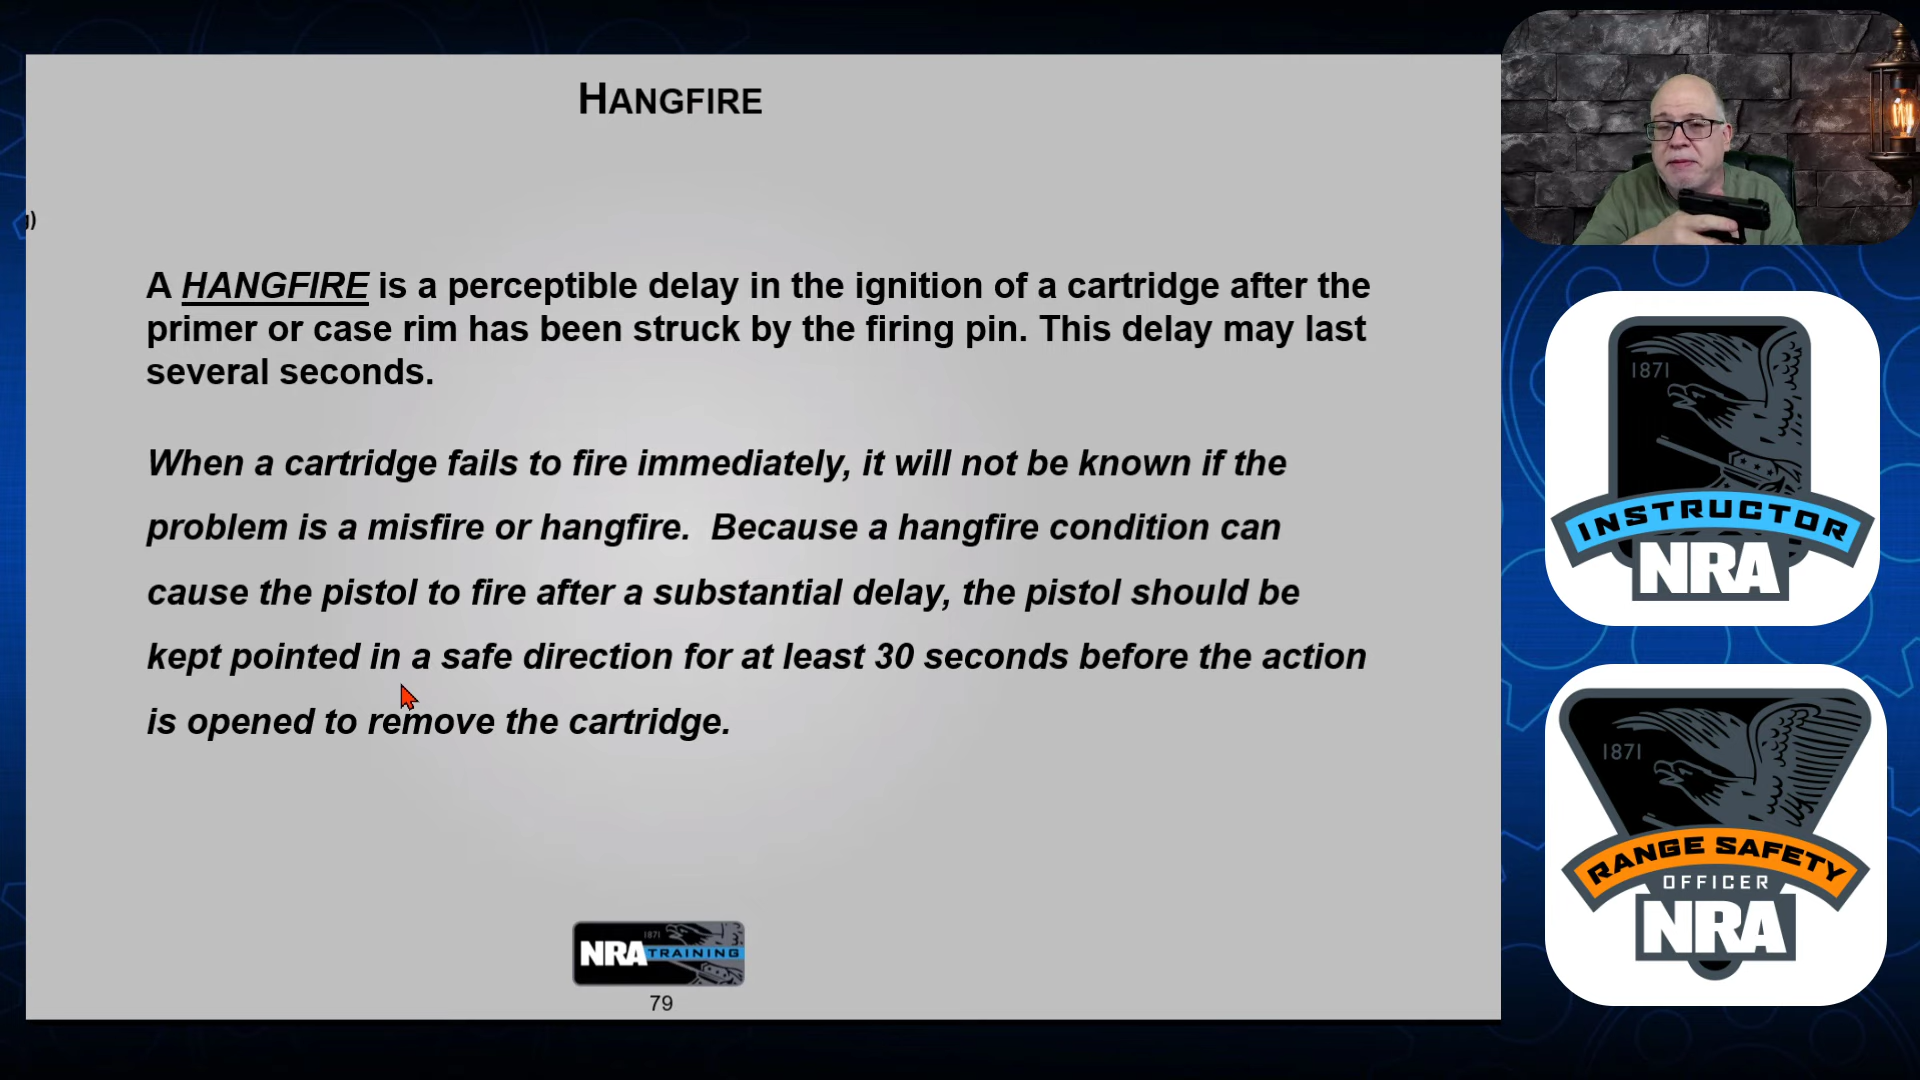 HANGFIRE
)
A HANGFIRE is a perceptible delay in the ignition of a cartridge after the
primer or case rim has been struck by the firing pin. This delay may last
several seconds.
When a cartridge fails to fire immediately, it will not be known if the
problem is a misfire or hangfire. Because a hangfire condition can
cause the pistol to fire after a substantial delay, the pistol should be
kept pointed in a safe direction for at least 30 seconds before the action
is opened to remove the cartridge.
1871
NRA TRAINING
79
1871
INSTRUCTOR
NRA
1871
RANGE SAFETY
OFFICER
NRA